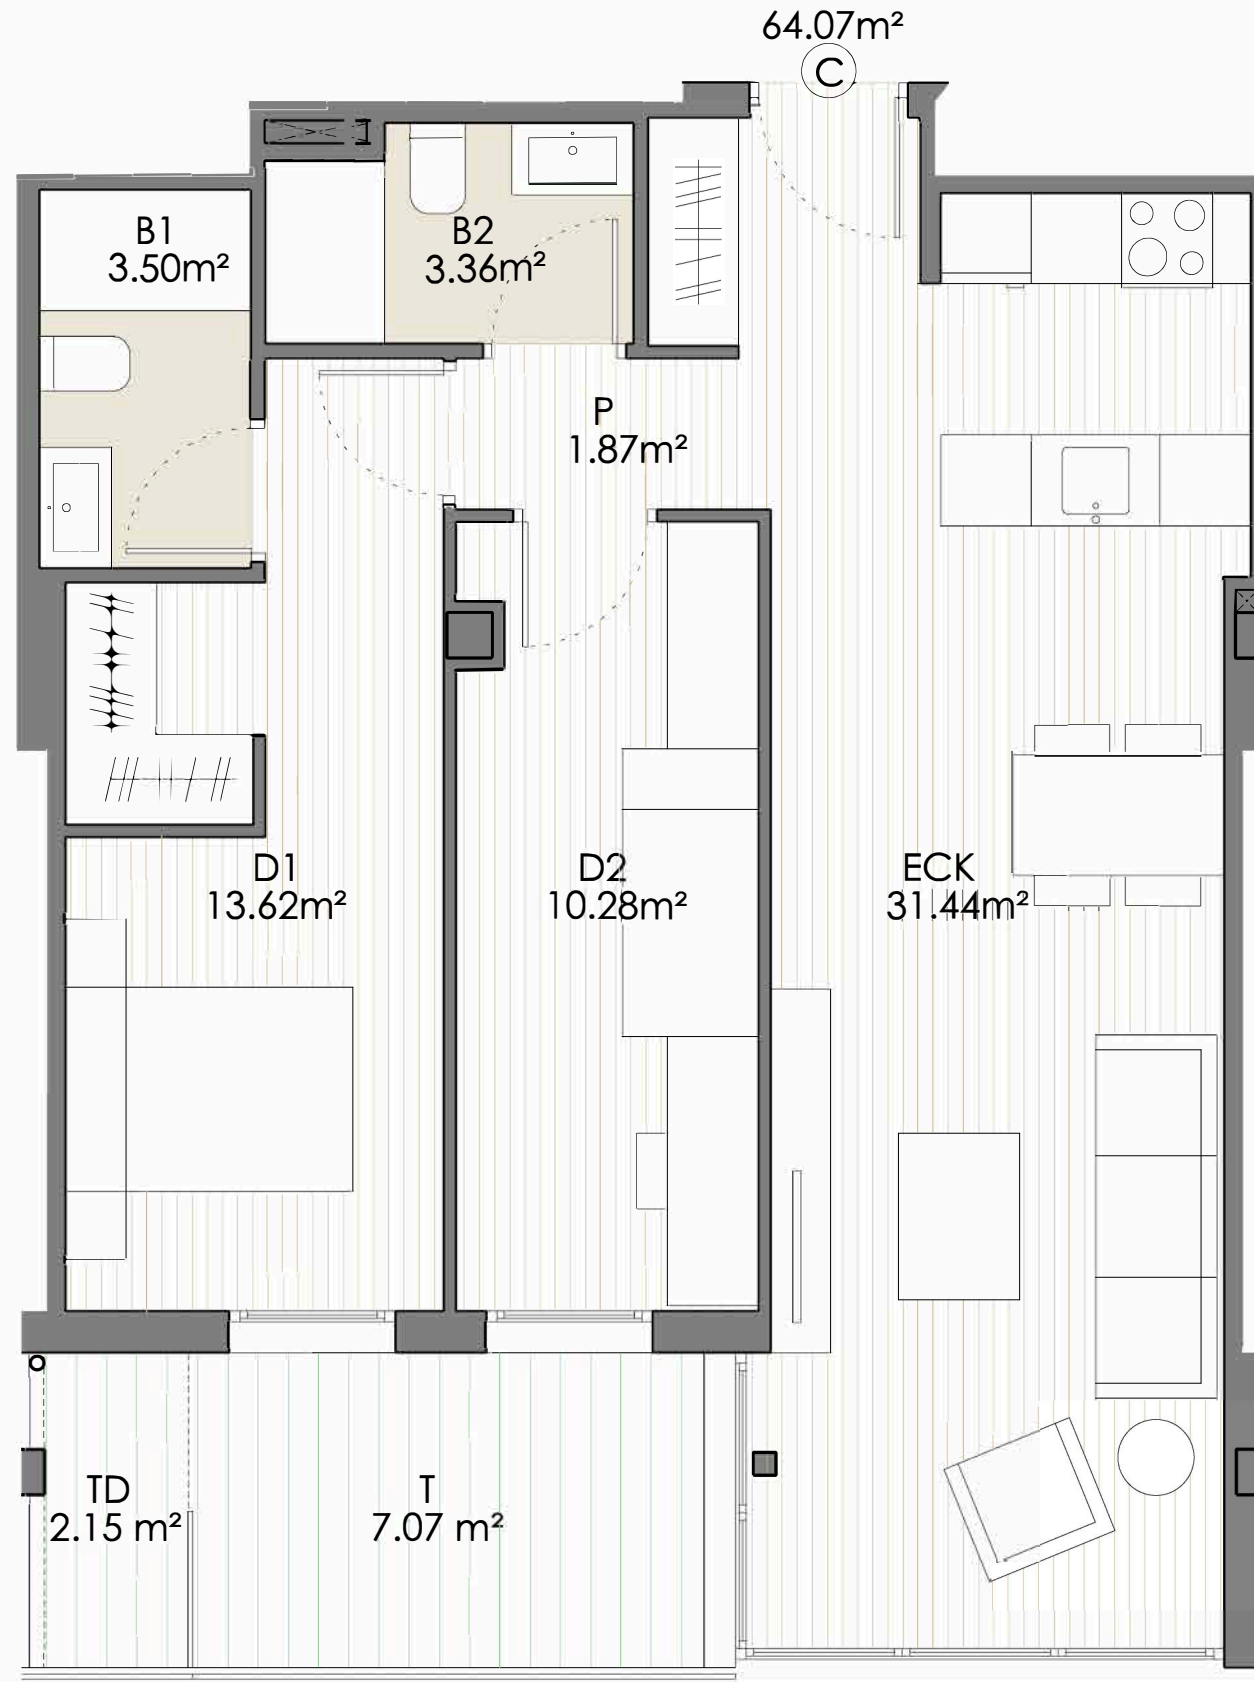 64.07m²
C
B1
3.50m²
B2
3.36m²
P
1.87m²
D1
13.62m²
D2
10.28m²
ECK
31.44m²
TD
2.15 m²
T
7.07 m²